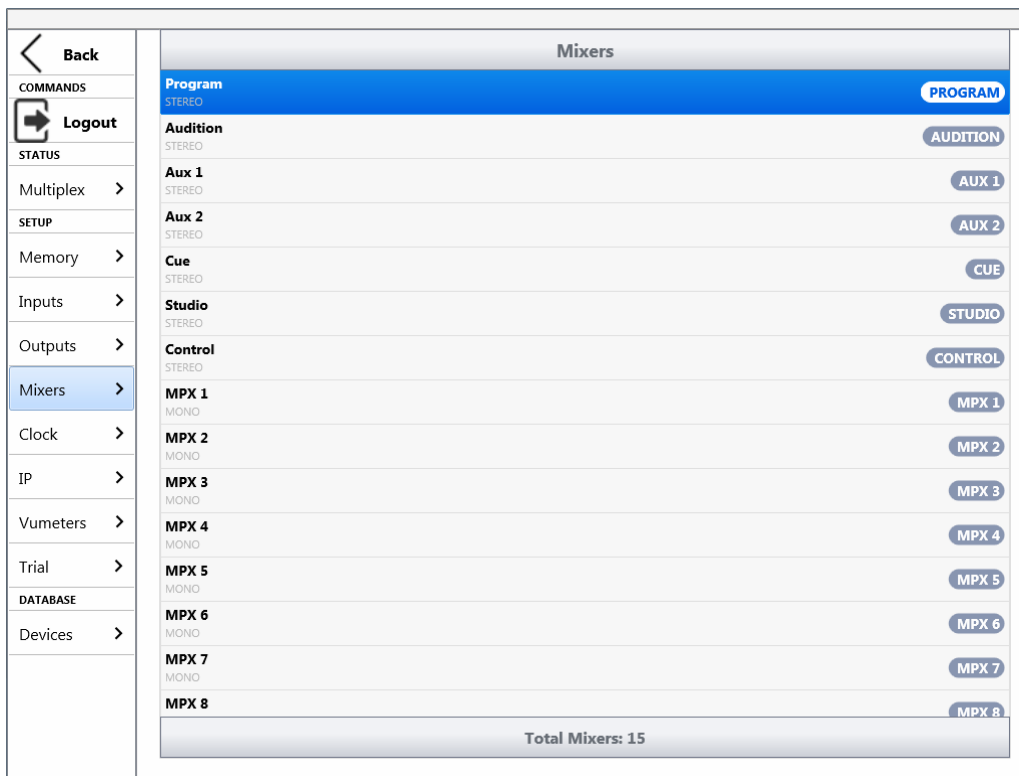 Back
COMMANDS
Logout
STATUS
Multiplex
SETUP
Memory
Inputs
Outputs
Mixers
Clock
IP
Vumeters
Trial
DATABASE
Devices
Mixers
Program PROGRAM
STEREO
Audition AUDITION
STEREO
Aux 1 AUX 1
STEREO
Aux 2 AUX 2
STEREO
Cue CUE
STEREO
Studio STUDIO
STEREO
Control CONTROL
STEREO
MPX 1 MPX 1
MONO
MPX 2 MPX 2
MONO
MPX 3 MPX 3
MONO
MPX 4 MPX 4
MONO
MPX 5 MPX 5
MONO
MPX 6 MPX 6
MONO
MPX 7 MPX 7
MONO
MPX 8 MPX 8
Total Mixers: 15